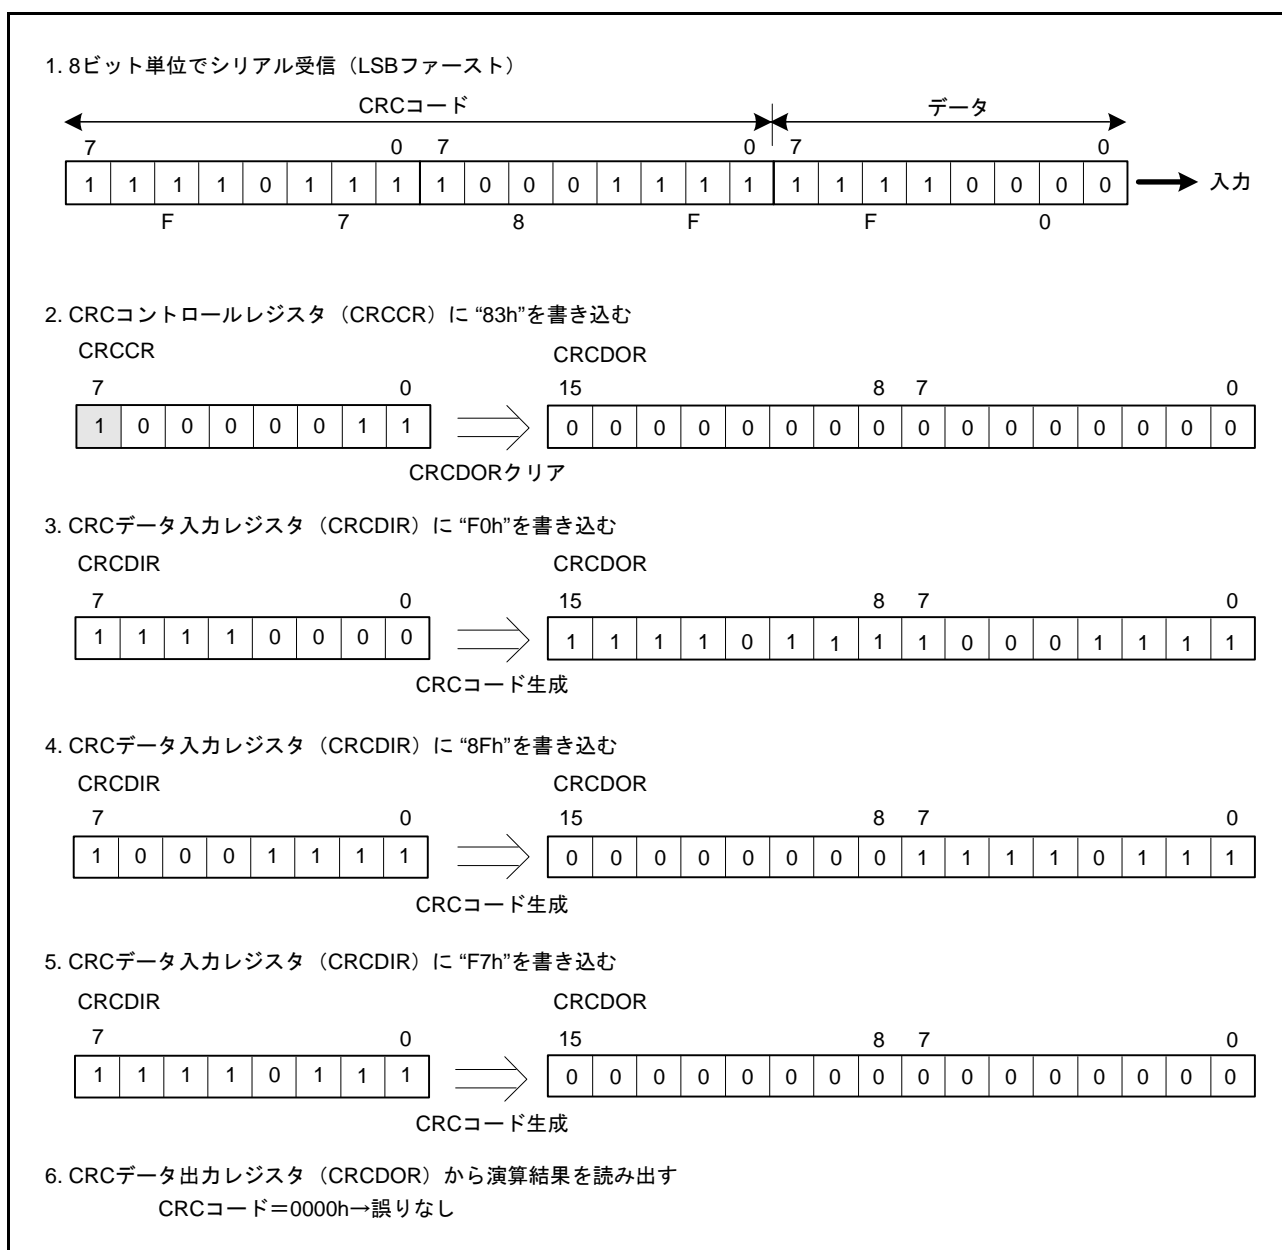 1. 8ビット単位でシリアル受信（LSBファースト）
CRCコード データ
7 0 7 0 7 0
1 1 1 1 0 1 1 1 1 0 0 0 1 1 1 1 1 1 1 1 0 0 0 0 入力
F 7 8 F F 0
2. CRCコントロールレジスタ（CRCCR）に “83h”を書き込む
CRCCR CRCDOR
7 0 15 8 7 0
1 0 0 0 0 0 1 1 0 0 0 0 0 0 0 0 0 0 0 0 0 0 0 0
CRCDORクリア
3. CRCデータ入力レジスタ（CRCDIR）に “F0h”を書き込む
CRCDIR CRCDOR
7 0 15 8 7 0
1 1 1 1 0 0 0 0 1 1 1 1 0 1 1 1 1 0 0 0 1 1 1 1
CRCコード生成
4. CRCデータ入力レジスタ（CRCDIR）に “8Fh”を書き込む
CRCDIR CRCDOR
7 0 15 8 7 0
1 0 0 0 1 1 1 1 0 0 0 0 0 0 0 0 1 1 1 1 0 1 1 1
CRCコード生成
5. CRCデータ入力レジスタ（CRCDIR）に “F7h”を書き込む
CRCDIR CRCDOR
7 0 15 8 7 0
1 1 1 1 0 1 1 1 0 0 0 0 0 0 0 0 0 0 0 0 0 0 0 0
CRCコード生成
6. CRCデータ出力レジスタ（CRCDOR）から演算結果を読み出す
CRCコード＝0000h→誤りなし